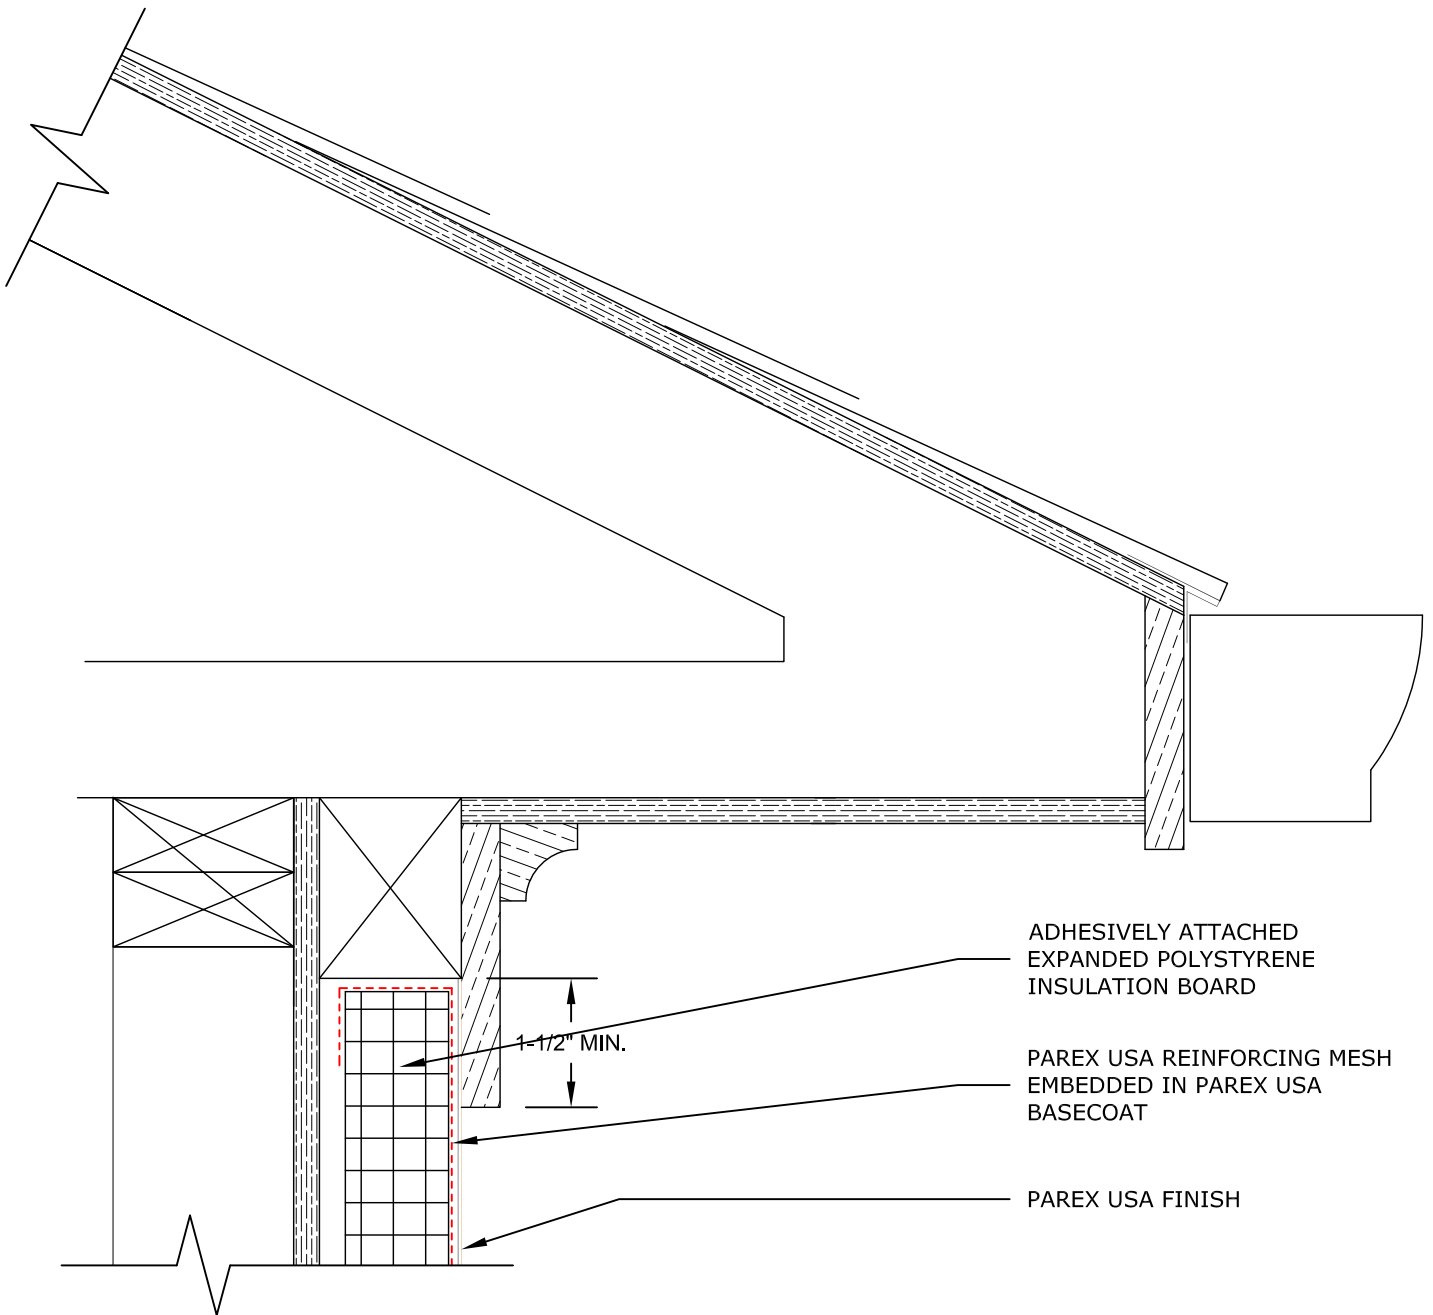 ADHESIVELY ATTACHED
EXPANDED POLYSTYRENE
INSULATION BOARD
1-1/2" MIN.
PAREX USA REINFORCING MESH
EMBEDDED IN PAREX USA
BASECOAT
PAREX USA FINISH